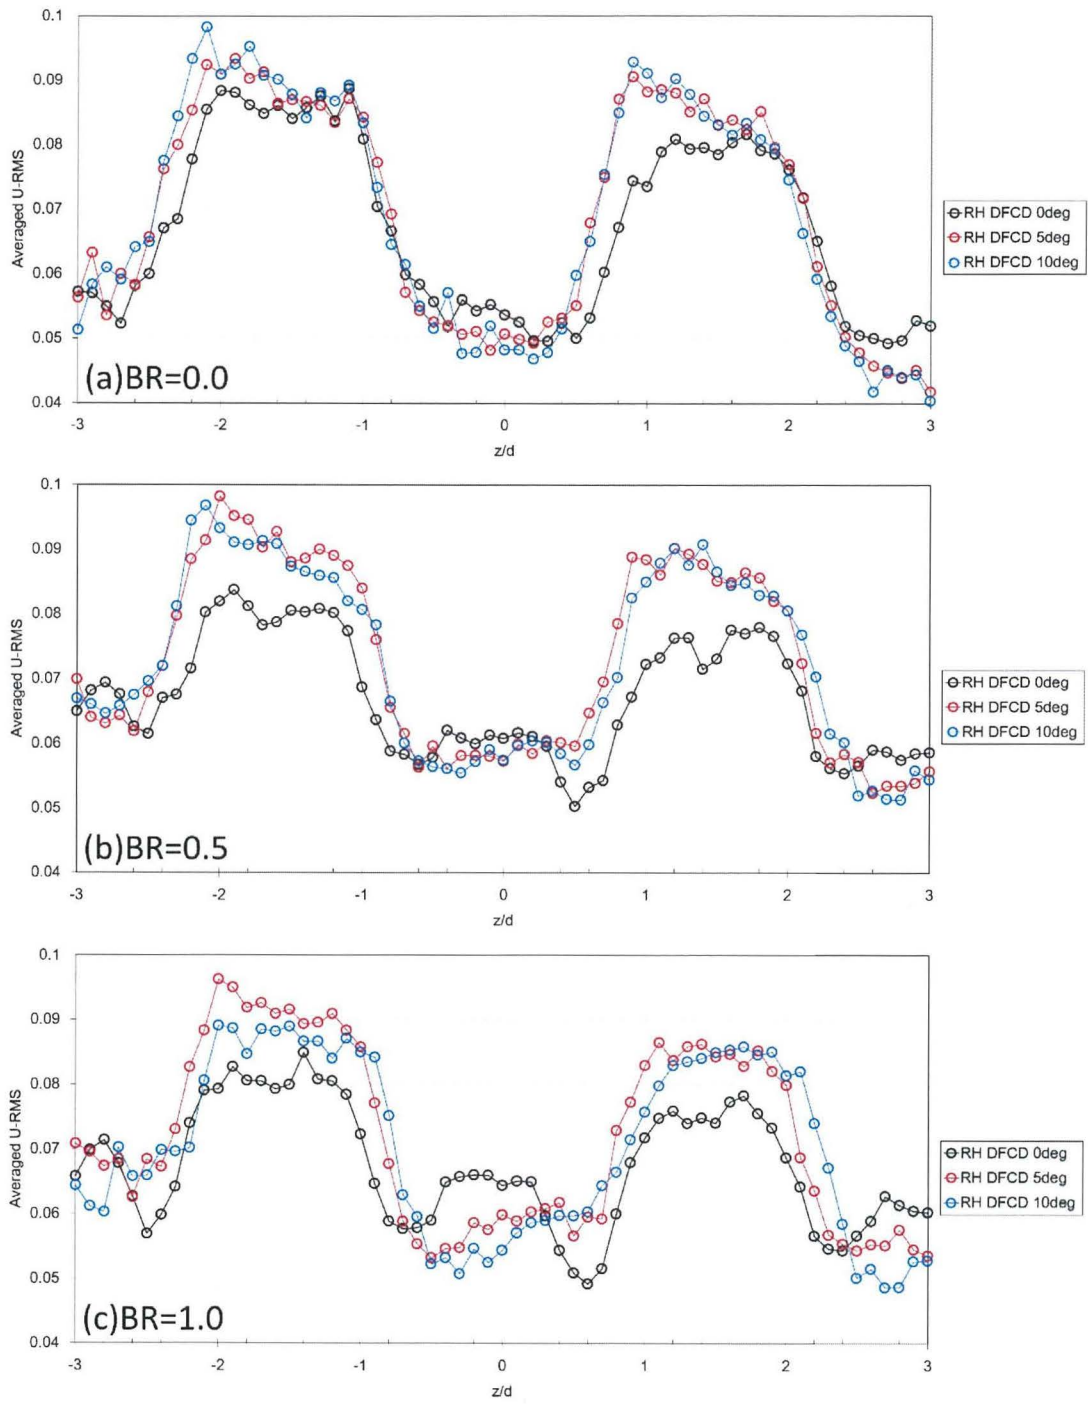 0.1
0.09
0.08
0.07
0.06
0.05
0.04
Averaged U-RMS
(a)BR=0.0
-3
-2
-1
0
1
2
3
z/d
RH DFCD 0deg
RH DFCD 5deg
RH DFCD 10deg
0.1
0.09
0.08
0.07
0.06
0.05
0.04
Averaged U-RMS
(b)BR=0.5
-3
-2
-1
0
1
2
3
z/d
RH DFCD 0deg
RH DFCD 5deg
RH DFCD 10deg
0.1
0.09
0.08
0.07
0.06
0.05
0.04
Averaged U-RMS
(c)BR=1.0
-3
-2
-1
0
1
2
3
z/d
RH DFCD 0deg
RH DFCD 5deg
RH DFCD 10deg